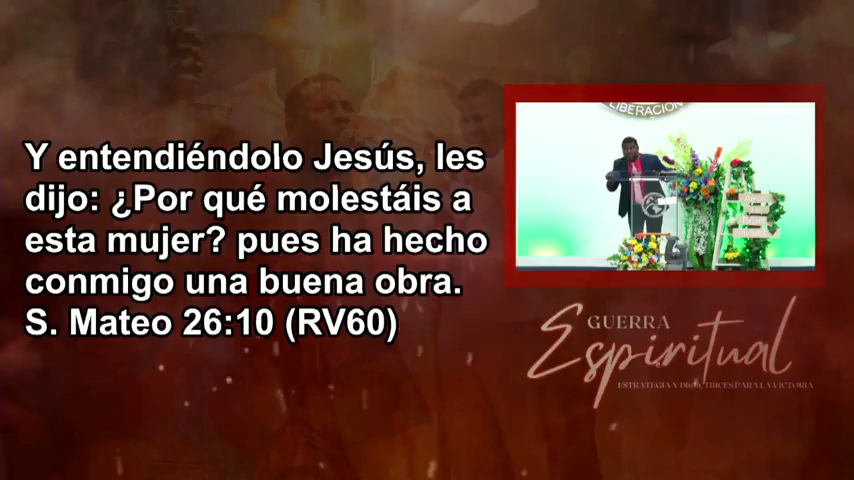 Y entendiéndolo Jesús, les
dijo: ¿Por qué molestáis a
esta mujer? pues ha hecho
conmigo una buena obra.
S. Mateo 26:10 (RV60)
LIBERACIÓN
GUERRA
Espiritual
ESTRATEGIA Y DIRECTRICES PARA LA VICTORIA